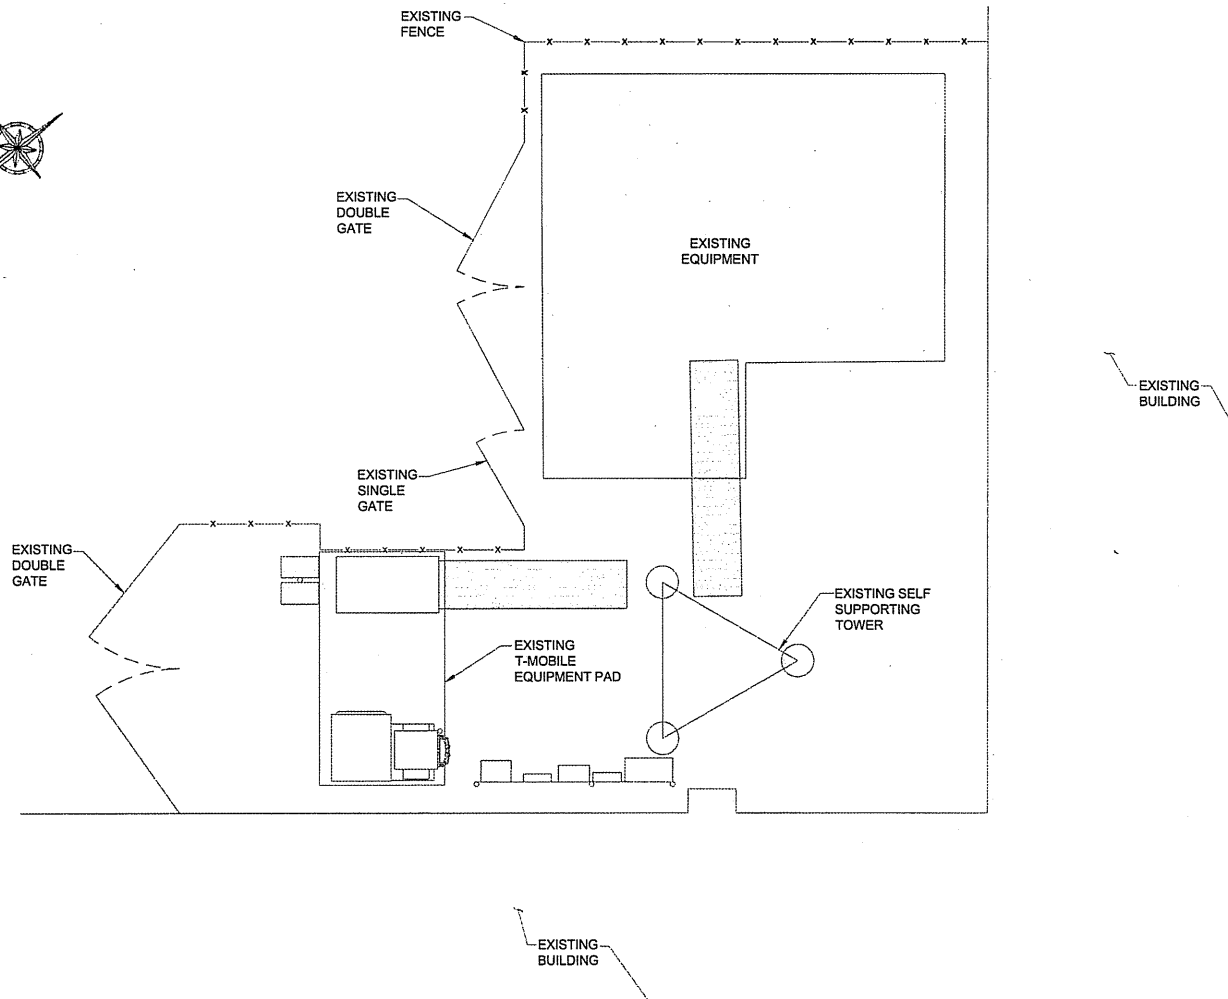 EXISTING
FENCE
EXISTING
DOUBLE
GATE
EXISTING
EQUIPMENT
EXISTING
BUILDING
EXISTING
SINGLE
GATE
EXISTING
DOUBLE
GATE
EXISTING SELF
SUPPORTING
TOWER
EXISTING
T-MOBILE
EQUIPMENT PAD
EXISTING
BUILDING